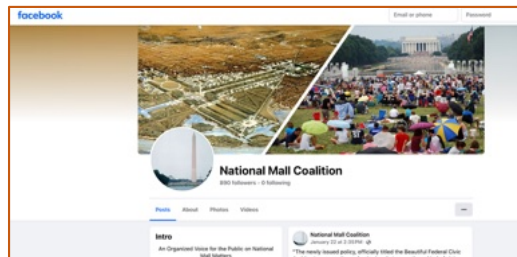 facebook
Email or phone
Password
National Mall Coalition
890 followers • 0 following
Posts
About
Photos
Videos
Intro
An Organized Voice for the Public on National
Mall Matters
National Mall Coalition
January 22 at 2:30 PM
"The newly issued policy, officially titled the Beautiful Federal Civic